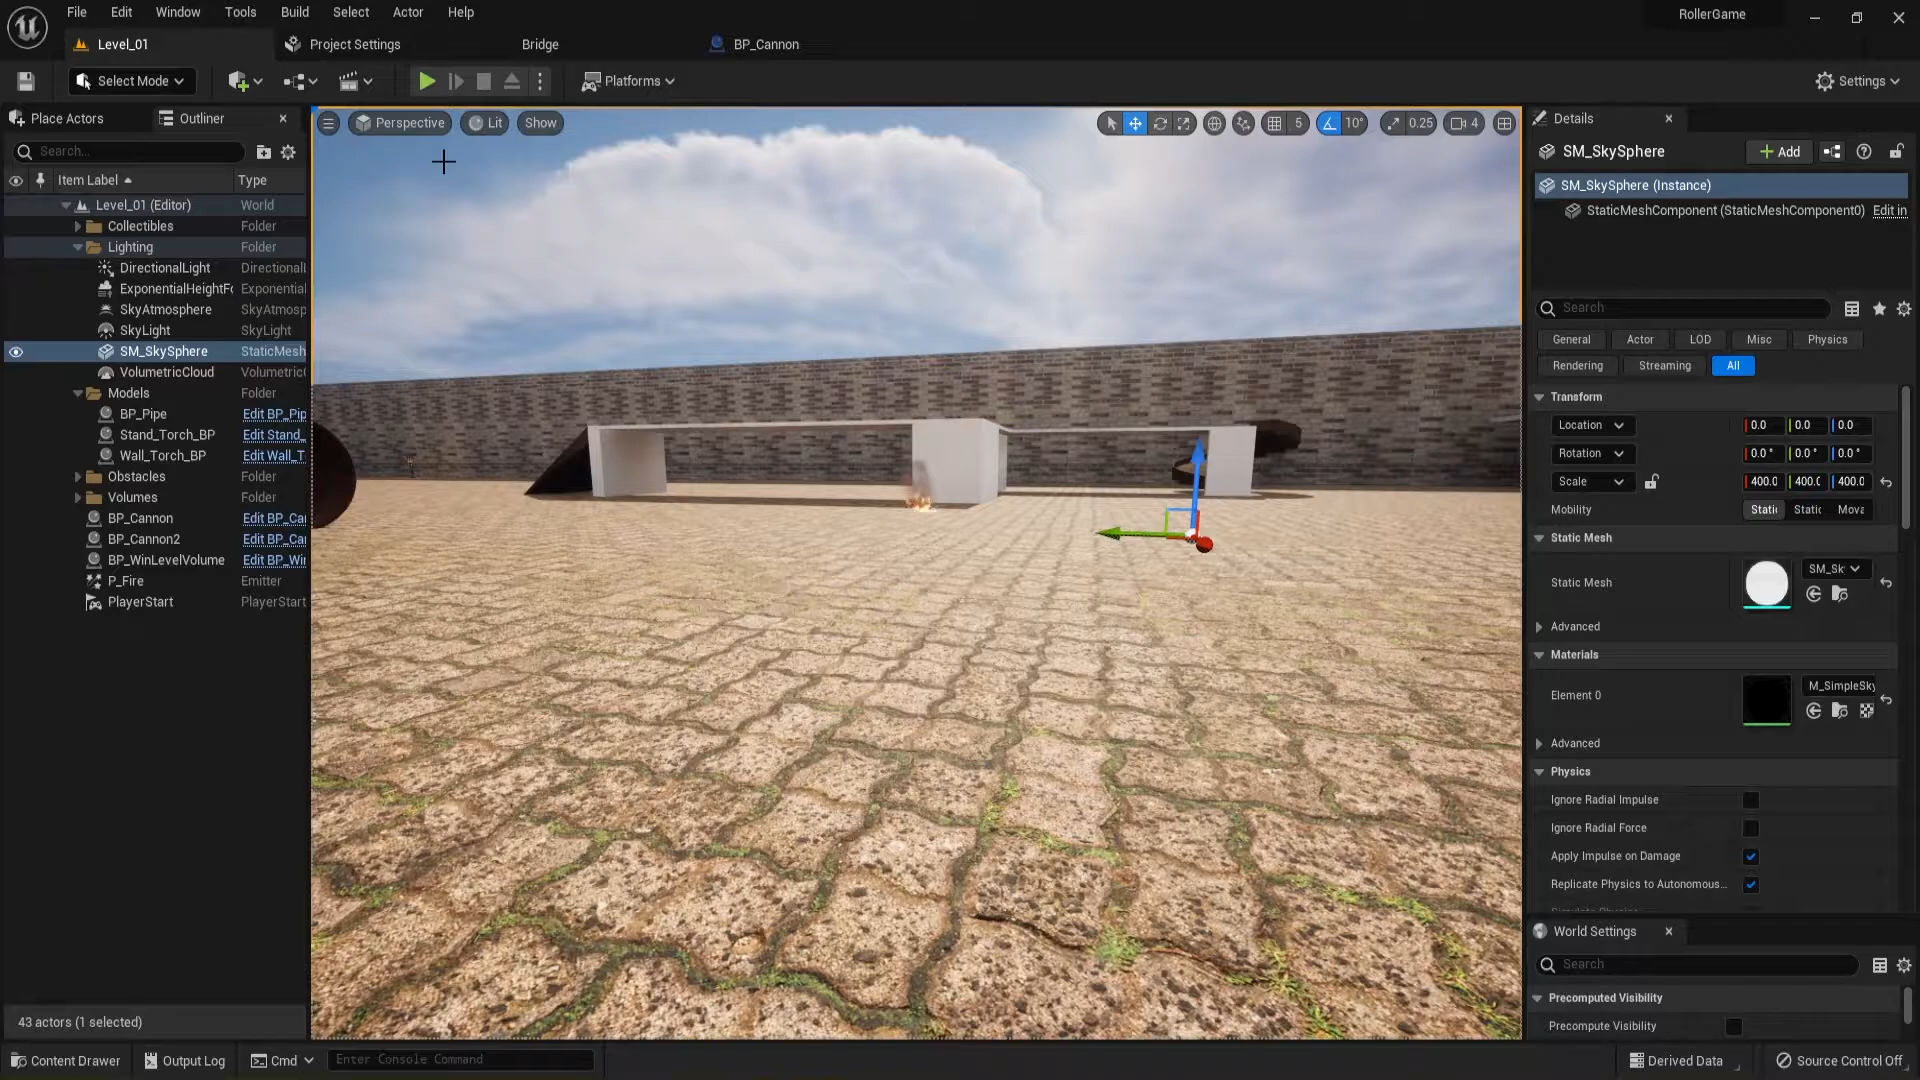 File Edit Window Tools Build Select Actor Help
RollerGame
Level_01
Project Settings
Bridge
BP_Cannon
Select Mode
Platforms
Settings
Place Actors
Outliner
Search...
Item Label
Type
Level_01 (Editor) World
Collectibles Folder
Lighting Folder
DirectionalLight DirectionalL
ExponentialHeightFo Exponential
SkyAtmosphere SkyAtmosp
SkyLight SkyLight
SM_SkySphere StaticMesh
VolumetricCloud Volumetric
Models Folder
BP_Pipe Edit BP_Pip
Stand_Torch_BP Edit Stand_
Wall_Torch_BP Edit Wall_T
Obstacles Folder
Volumes Folder
BP_Cannon Edit BP_Ca
BP_Cannon2 Edit BP_Ca
BP_WinLevelVolume Edit BP_Wi
P_Fire Emitter
PlayerStart PlayerStart
43 actors (1 selected)
Perspective
Lit
Show
5
10°
0.25
4
Details
SM_SkySphere
Add
SM_SkySphere (Instance)
StaticMeshComponent (StaticMeshComponent0) Edit in
Search
General Actor LOD Misc Physics
Rendering Streaming All
Transform
Location 0.0 0.0 0.0
Rotation 0.0° 0.0° 0.0°
Scale 400.0 400.0 400.0
Mobility Static Static Mova
Static Mesh
Static Mesh SM_Sk
Advanced
Materials
Element 0 M_SimpleSky
Advanced
Physics
Ignore Radial Impulse
Ignore Radial Force
Apply Impulse on Damage
Replicate Physics to Autonomous...
World Settings
Search
Precomputed Visibility
Precompute Visibility
Content Drawer
Output Log
Cmd
Enter Console Command
Derived Data
Source Control Off